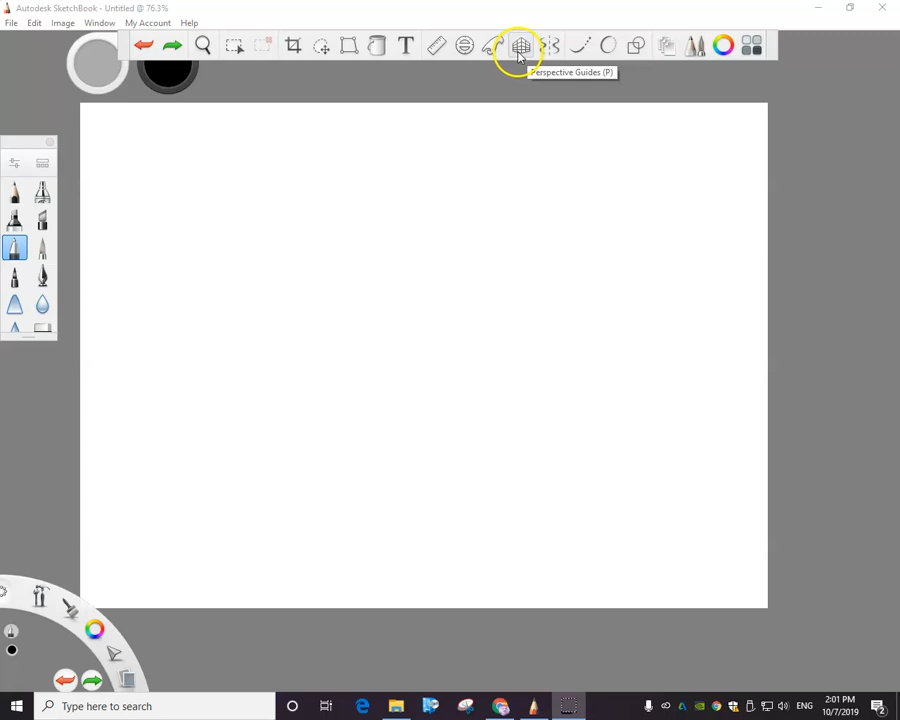 Autodesk SketchBook - Untitled @ 76.3%
File Edit Image Window My Account Help
T
Perspective Guides (P)
Type here to search
ENG
2:01 PM
10/7/2019
2